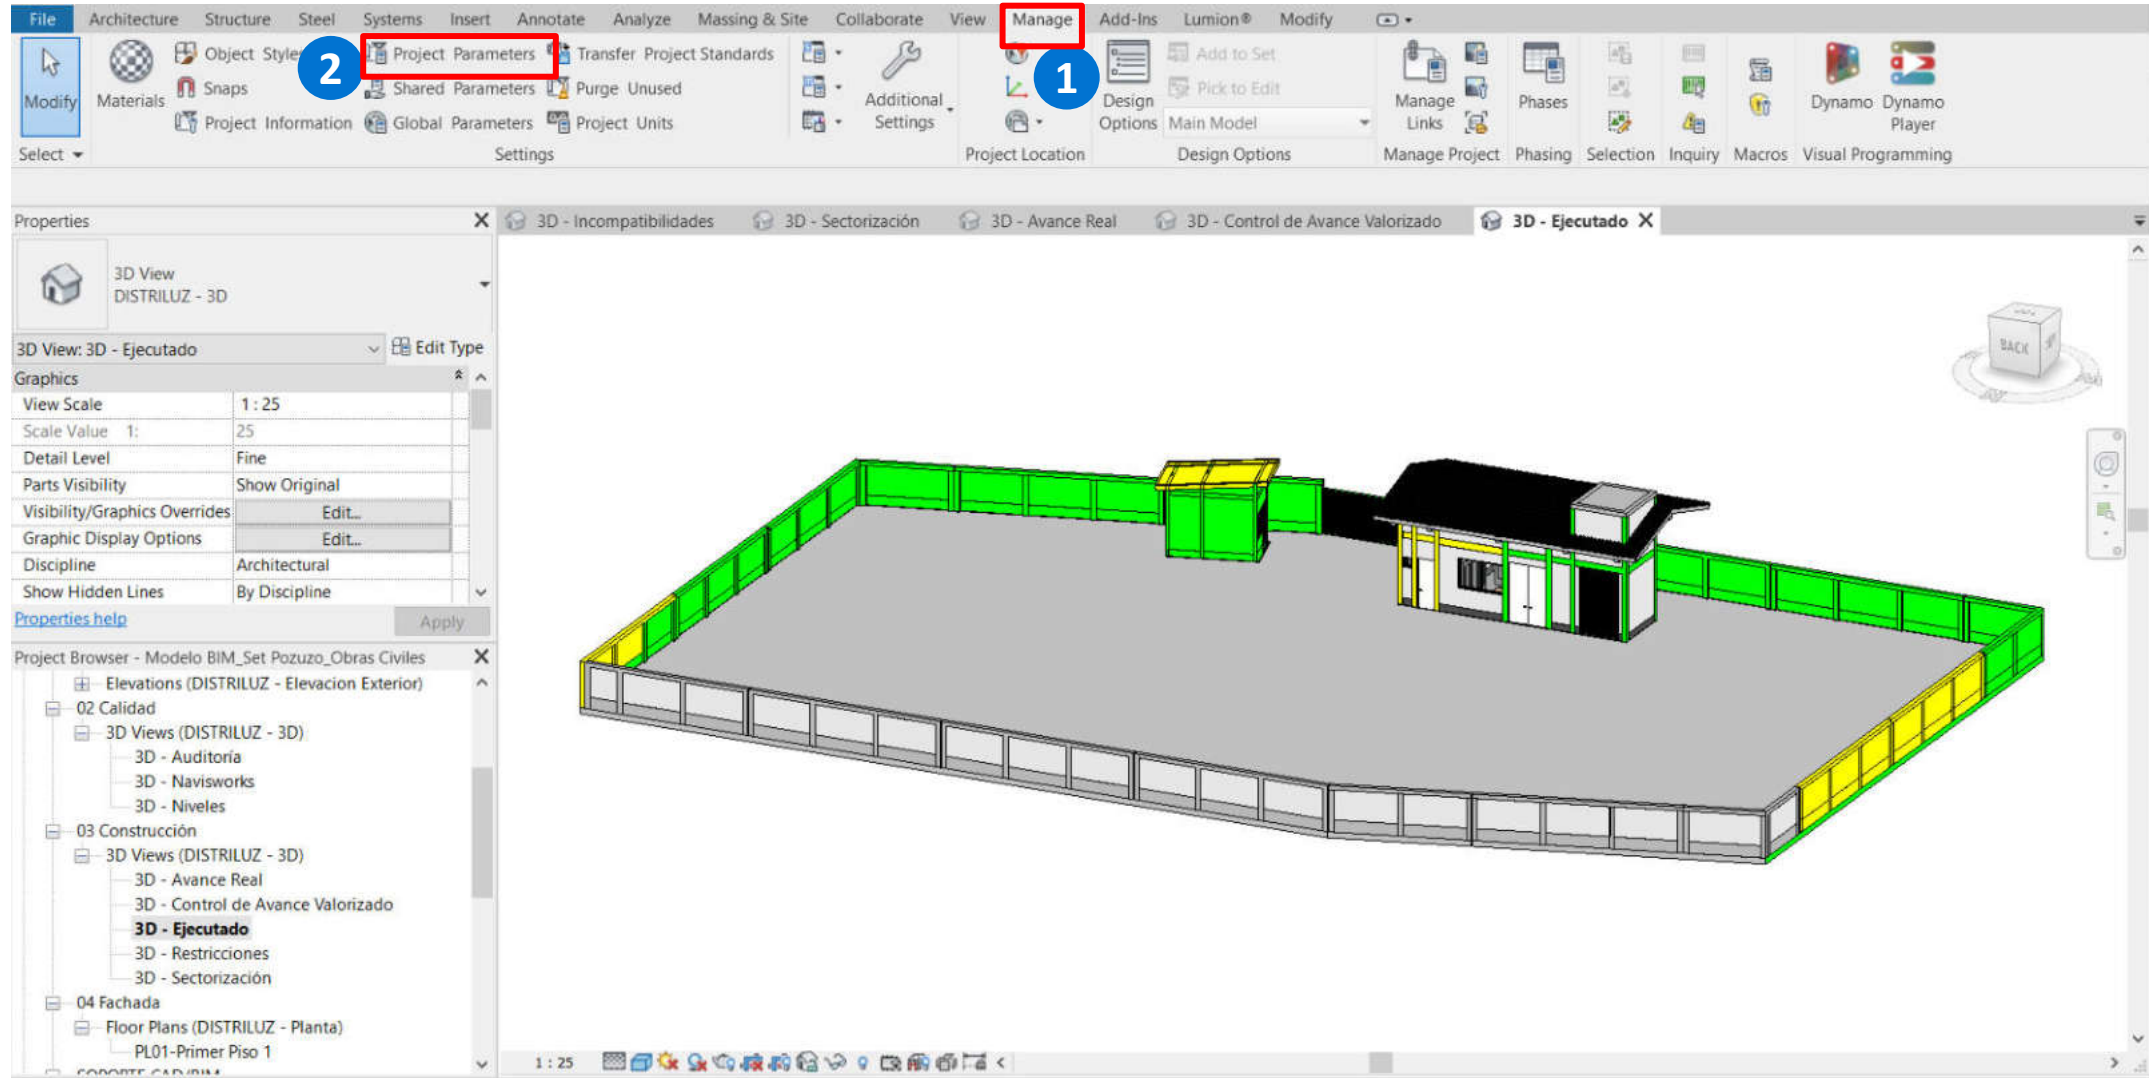 File Architecture Structure Steel Systems Insert Annotate Analyze Massing & Site Collaborate View Manage Add-Ins Lumion® Modify
Modify
Materials
Object Style
Snaps
Project Information
2
Project Parameters
Shared Parameters
Global Parameters
Transfer Project Standards
Purge Unused
Project Units
Additional
Settings
1
Design
Options
Add to Set
Pick to Edit
Main Model
Manage
Links
Phases
Dynamo
Dynamo
Player
Select Settings Project Location Design Options Manage Project Phasing Selection Inquiry Macros Visual Programming
Properties X
3D - Incompatibilidades 3D - Sectorización 3D - Avance Real 3D - Control de Avance Valorizado 3D - Ejecutado X
3D View
DISTRILUZ - 3D
3D View: 3D - Ejecutado Edit Type
Graphics
View Scale 1 : 25
Scale Value 1: 25
Detail Level Fine
Parts Visibility Show Original
Visibility/Graphics Overrides Edit...
Graphic Display Options Edit...
Discipline Architectural
Show Hidden Lines By Discipline
Properties help Apply
BACK
Project Browser - Modelo BIM_Set Pozuzo_Obras Civiles X
Elevations (DISTRILUZ - Elevacion Exterior)
02 Calidad
3D Views (DISTRILUZ - 3D)
3D - Auditoría
3D - Navisworks
3D - Niveles
03 Construcción
3D Views (DISTRILUZ - 3D)
3D - Avance Real
3D - Control de Avance Valorizado
3D - Ejecutado
3D - Restricciones
3D - Sectorización
04 Fachada
Floor Plans (DISTRILUZ - Planta)
PL01-Primer Piso 1
SOPORTE CAD/BIM
1 : 25